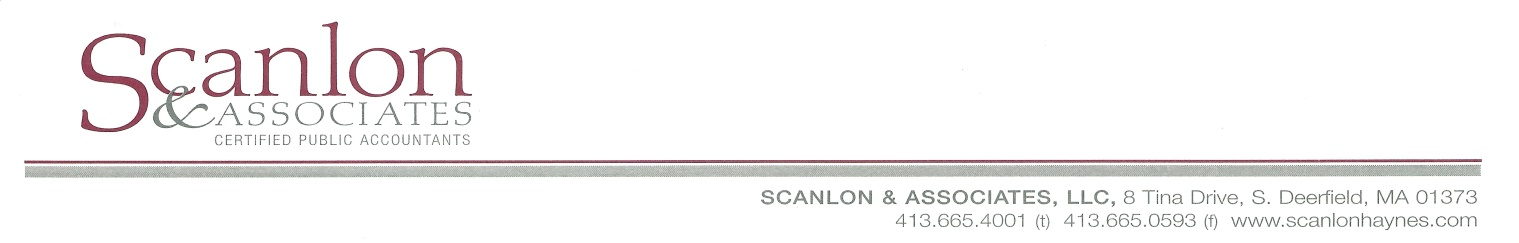 Scanlon
& ASSOCIATES
CERTIFIED PUBLIC ACCOUNTANTS
SCANLON & ASSOCIATES, LLC, 8 Tina Drive, S. Deerfield, MA 01373
413.665.4001 (t) 413.665.0593 (f) www.scanlonhaynes.com